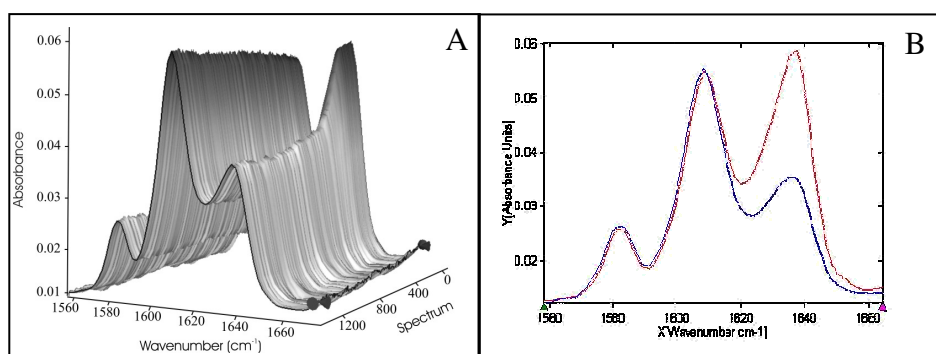 A
0.06
0.05
0.04
0.03
0.02
0.01
Absorbance
1560 1580 1600 1620 1640 1660
Wavenumber (cm-1)
1200 800 400 0
Spectrum
B
0.06
0.05
0.04
0.03
0.02
Y[Absorbance Units]
1560 1580 1600 1620 1640 1660
X[Wavenumber cm-1]